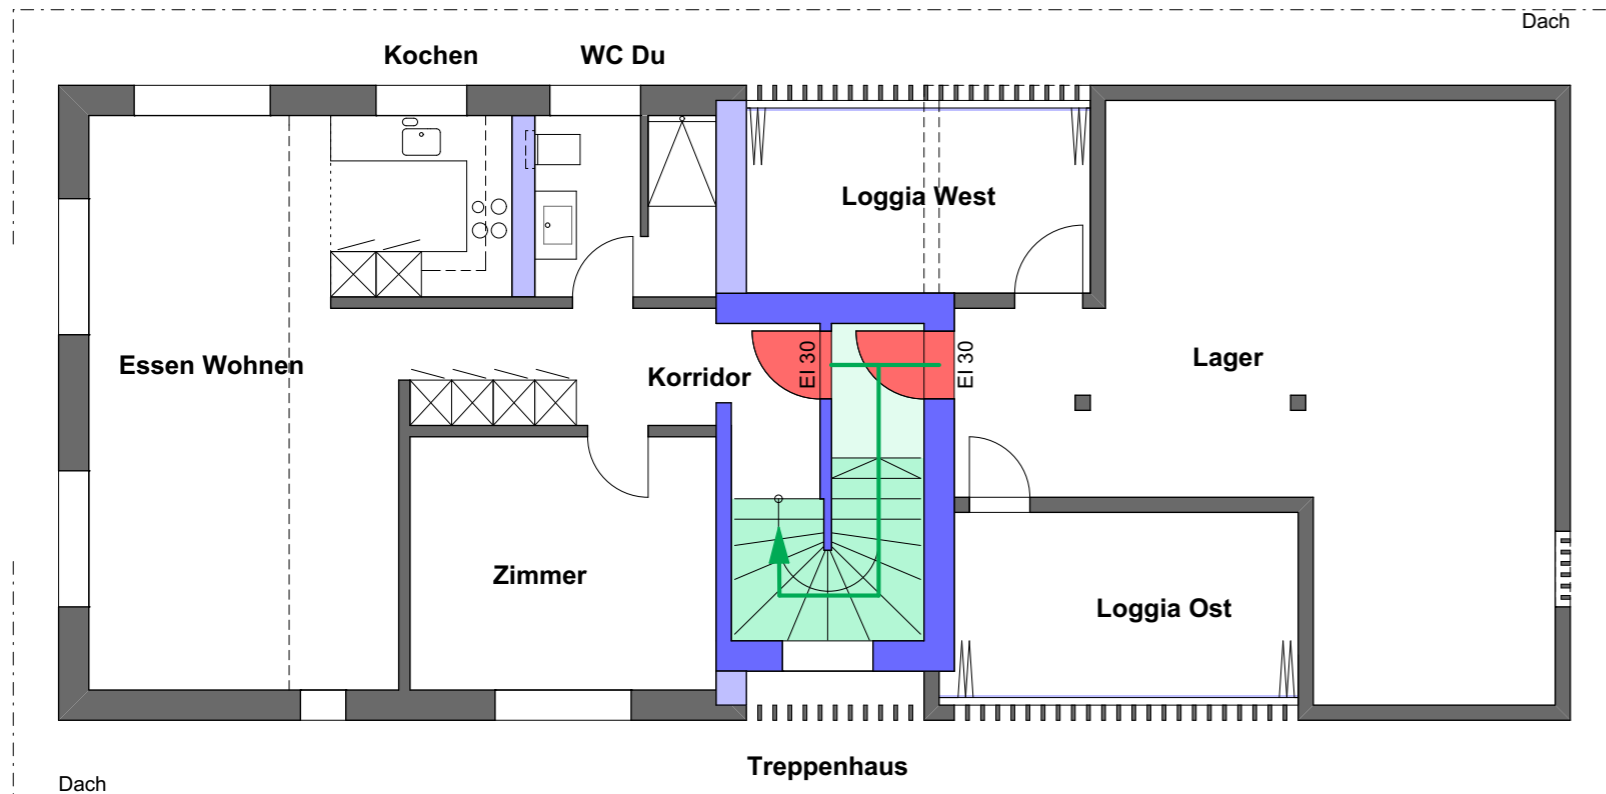 Dach
Kochen
WC Du
Loggia West
Essen Wohnen
Korridor
EI 30
EI 30
Lager
Zimmer
Loggia Ost
Treppenhaus
Dach